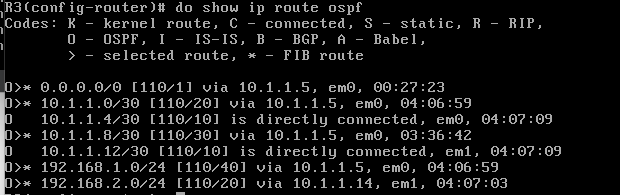 R3(config-router)# do show ip route ospf
Codes: K - kernel route, C - connected, S - static, R - RIP,
       O - OSPF, I - IS-IS, B - BGP, A - Babel,
       > - selected route, * - FIB route

O>* 0.0.0.0/0 [110/1] via 10.1.1.5, em0, 00:27:23
O>* 10.1.1.0/30 [110/20] via 10.1.1.5, em0, 04:06:59
O   10.1.1.4/30 [110/10] is directly connected, em0, 04:07:09
O>* 10.1.1.8/30 [110/30] via 10.1.1.5, em0, 03:36:42
O   10.1.1.12/30 [110/10] is directly connected, em1, 04:07:09
O>* 192.168.1.0/24 [110/40] via 10.1.1.5, em0, 04:06:59
O>* 192.168.2.0/24 [110/20] via 10.1.1.14, em1, 04:07:03